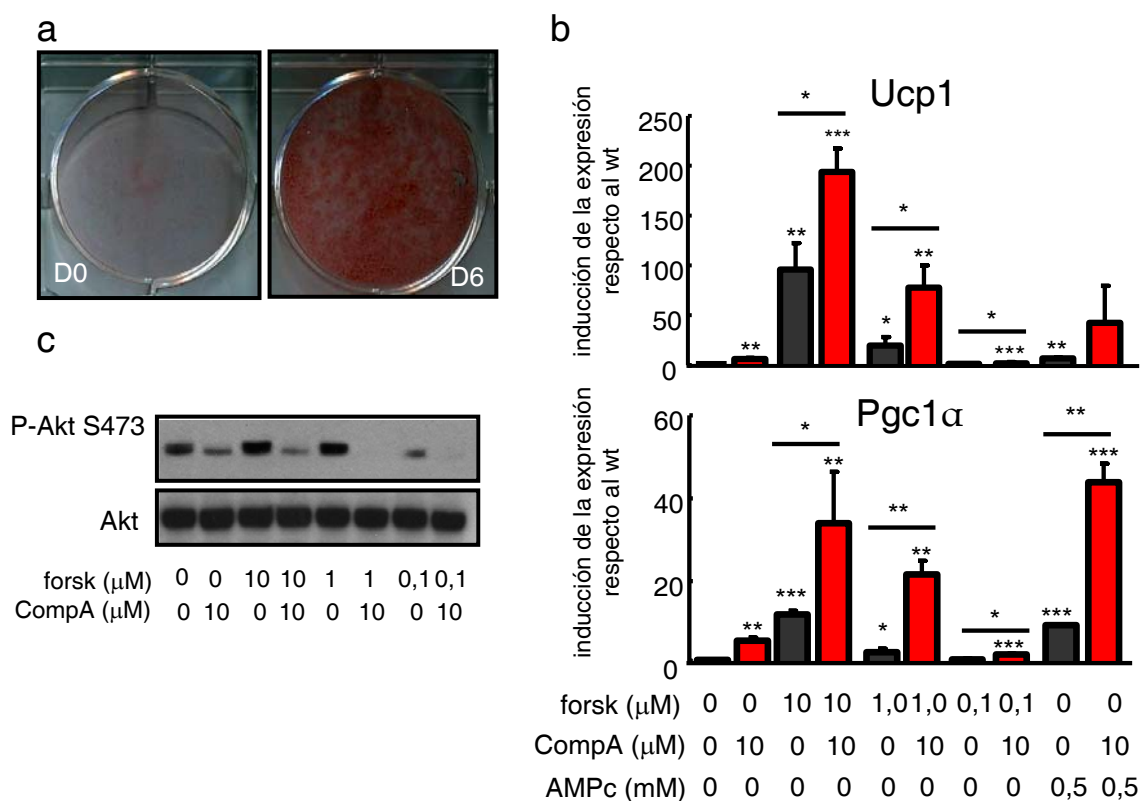 a
D0
D6
c
P-Akt S473
Akt
forsk (μM) 0 0 10 10 1 1 0,1 0,1
CompA (μM) 0 10 0 10 0 10 0 10
b
Ucp1
inducción de la expresión
respecto al wt
250
200
150
100
50
0
** ** *** * * ** * *** * **
Pgc1α
inducción de la expresión
respecto al wt
60
40
20
0
** *** ** * * ** ** *** * *** *** **
forsk (μM) 0 0 10 10 1,0 1,0 0,1 0,1 0 0
CompA (μM) 0 10 0 10 0 10 0 10 0 10
AMPc (mM) 0 0 0 0 0 0 0 0 0,5 0,5